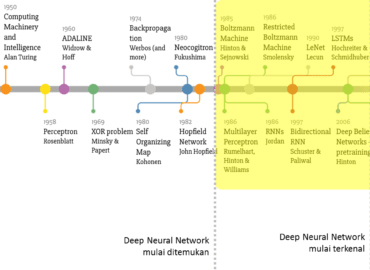 1950
Computing
Machinery
and
Intelligence
Alan Turing
1960
ADALINE
Widrow &
Hoff
1974
Backpropaga
tion
Werbos (and
more)
1980
Neocogitron
Fukushima
1985
Boltzmann
Machine
Hinton &
Sejnowski
1986
Restricted
Boltzmann
Machine
Smolensky
1990
LeNet
Lecun
1997
LSTMs
Hochreiter &
Schmidhuber
1958
Perceptron
Rosenblatt
1969
XOR problem
Minsky &
Papert
1980
Self
Organizing
Map
Kohonen
1982
Hopfield
Network
John Hopfield
1986
Multilayer
Perceptron
Rumelhart,
Hinton &
Williams
1986
RNNs
Jordan
1997
Bidirectional
RNN
Schuster &
Paliwal
2006
Deep Belie
Networks -
pretraining
Hinton
Deep Neural Network
mulai ditemukan
Deep Neural Network
mulai terkenal